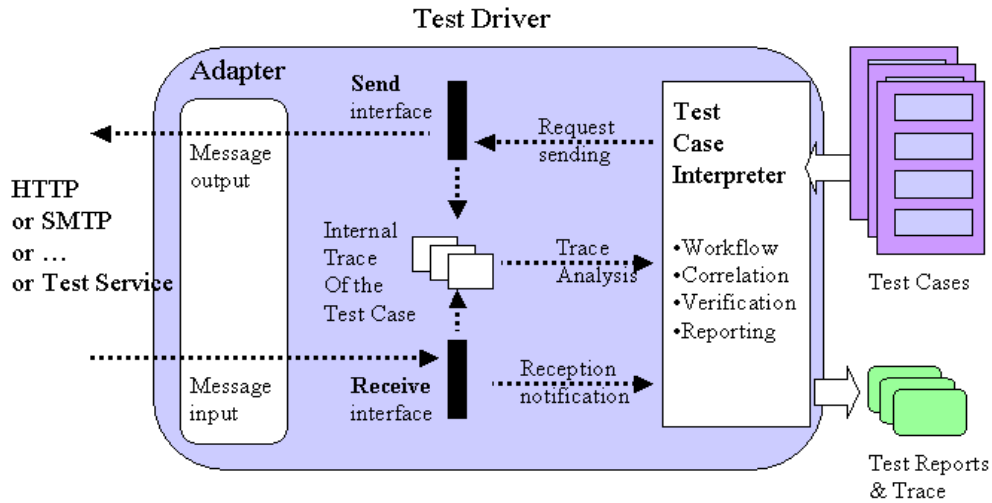 Test Driver
Adapter
Send
interface
Message
output
Request
sending
Test
Case
Interpreter
HTTP
or SMTP
or …
or Test Service
Internal
Trace
Of the
Test Case
Trace
Analysis
•Workflow
•Correlation
•Verification
•Reporting
Test Cases
Message
input
Receive
interface
Reception
notification
Test Reports
& Trace